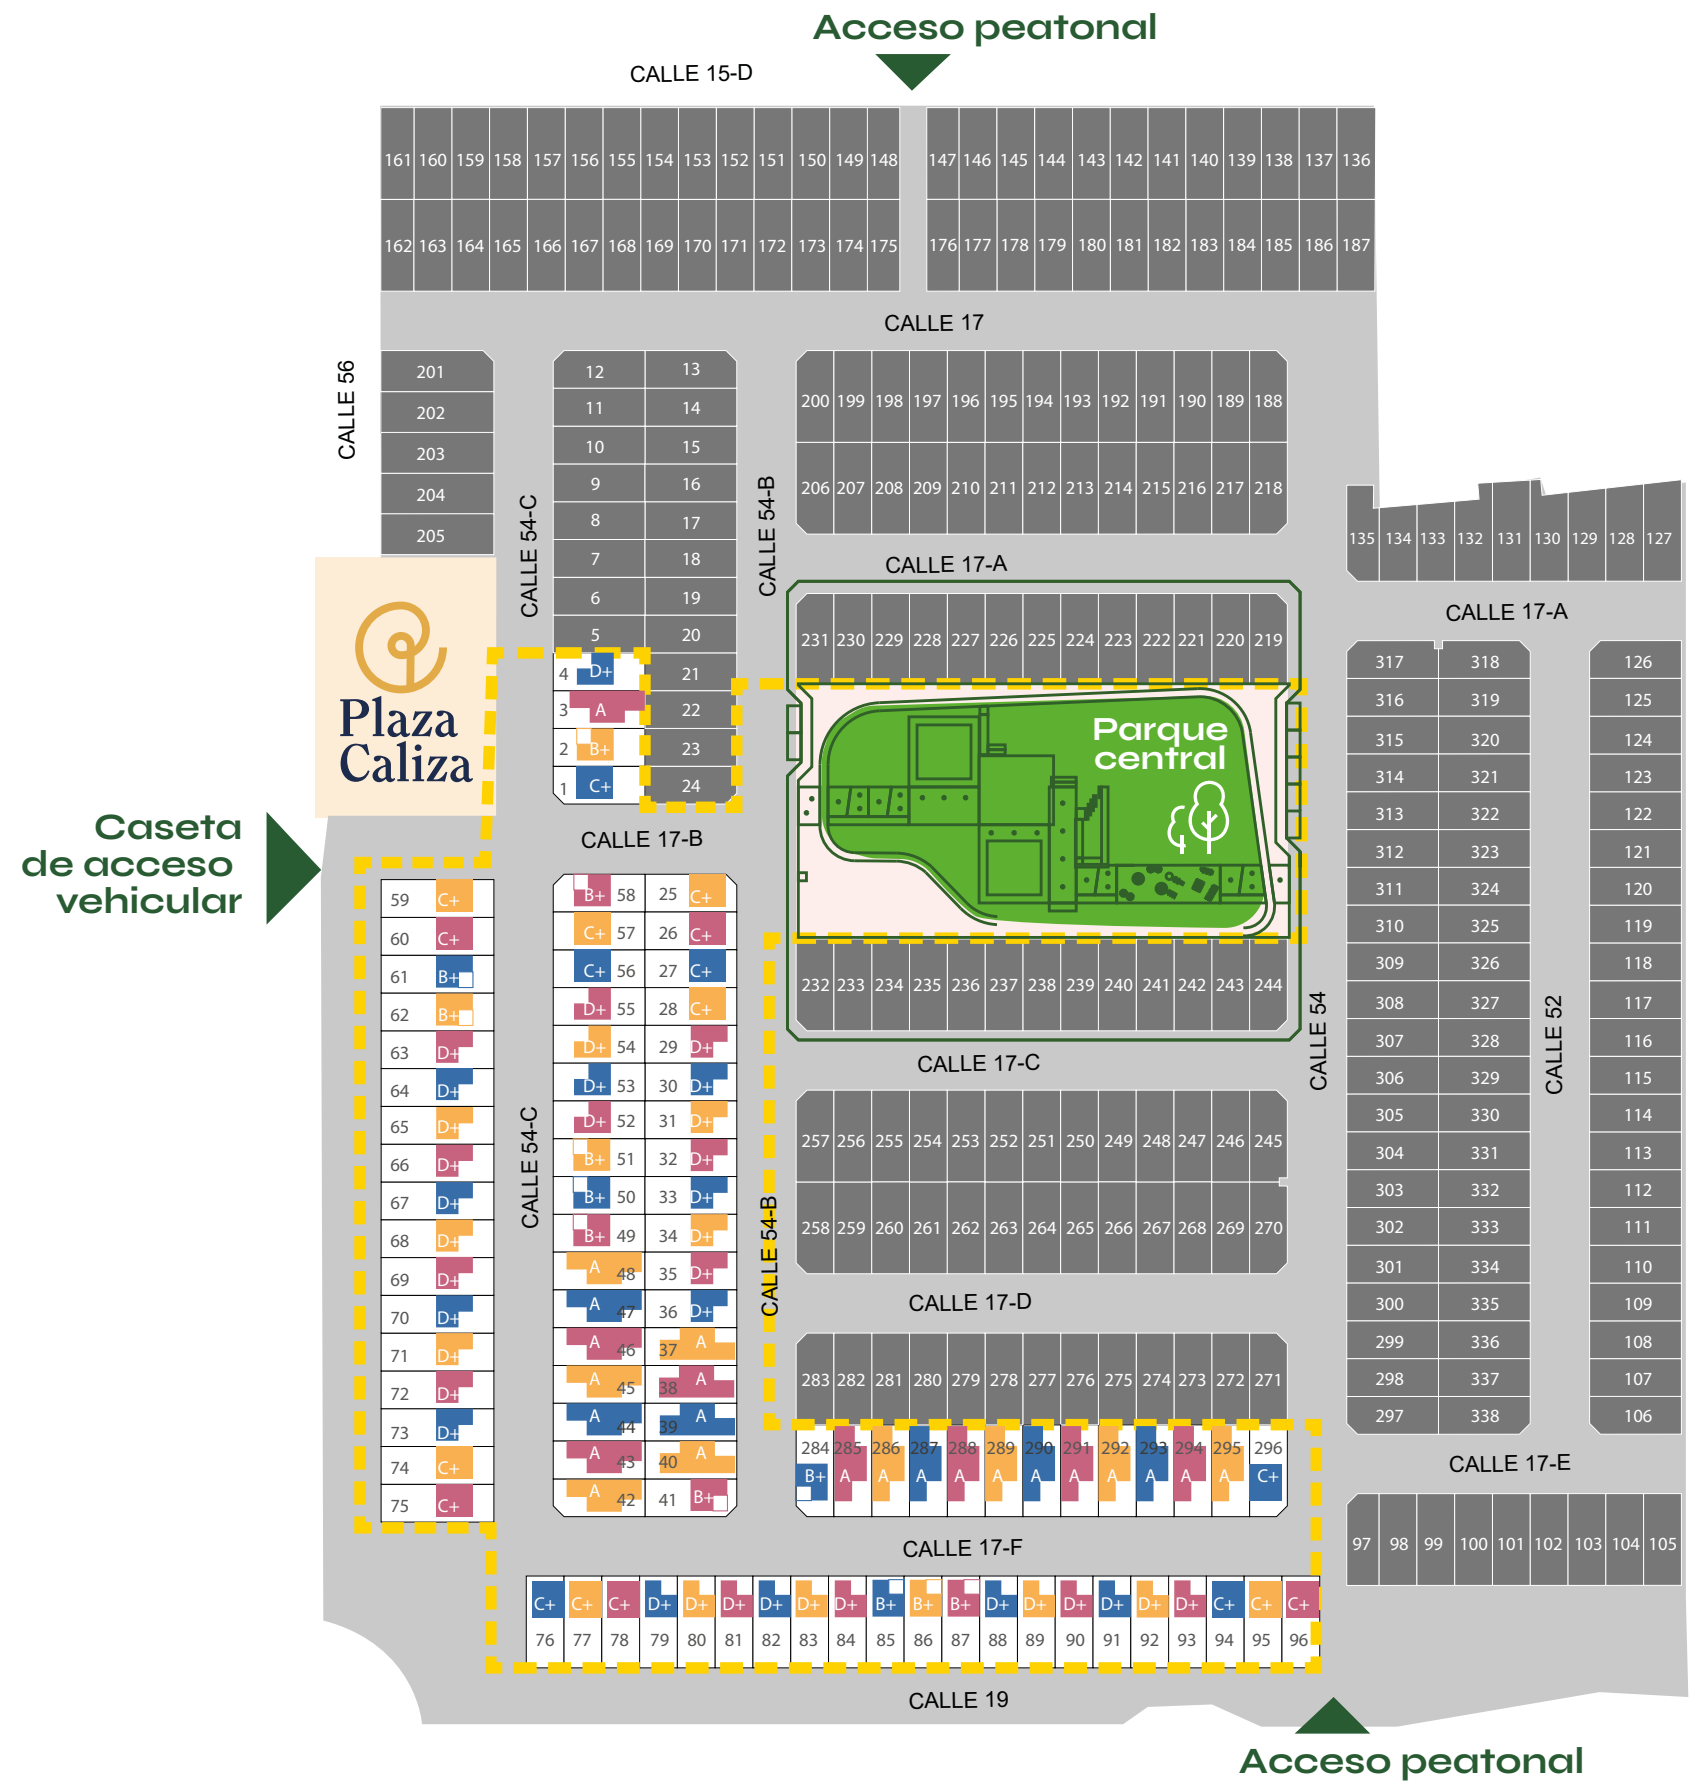 Acceso peatonal
CALLE 15-D
161 160 159 158 157 156 155 154 153 152 151 150 149 148 147 146 145 144 143 142 141 140 139 138 137 136
162 163 164 165 166 167 168 169 170 171 172 173 174 175 176 177 178 179 180 181 182 183 184 185 186 187
CALLE 17
CALLE 56
201
202
203
204
205
Plaza
Caliza
Caseta
de acceso
vehicular
CALLE 54-C
12 13
11 14
10 15
9 16
8 17
7 18
6 19
5 20
4 D+ 21
3 A 22
2 B+ 23
1 C+ 24
CALLE 54-B
200 199 198 197 196 195 194 193 192 191 190 189 188
206 207 208 209 210 211 212 213 214 215 216 217 218
CALLE 17-A
231 230 229 228 227 226 225 224 223 222 221 220 219
Parque
central
232 233 234 235 236 237 238 239 240 241 242 243 244
CALLE 17-C
CALLE 54
135 134 133 132 131 130 129 128 127
CALLE 17-A
317 318 126
316 319 125
315 320 124
314 321 123
313 322 122
312 323 121
311 324 120
310 325 119
309 326 118
308 327 117
307 328 116
306 329 115
305 330 114
304 331 113
303 332 112
302 333 111
301 334 110
300 335 109
299 336 108
298 337 107
297 338 106
CALLE 52
CALLE 17-E
97 98 99 100 101 102 103 104 105
CALLE 17-B
59 C+
60 C+
61 B+
62 B+
63 D+
64 D+
65 D+
66 D+
67 D+
68 D+
69 D+
70 D+
71 D+
72 D+
73 D+
74 C+
75 C+
CALLE 54-C
B+ 58 25 C+
C+ 57 26 C+
C+ 56 27 C+
D+ 55 28 C+
D+ 54 29 D+
D+ 53 30 D+
D+ 52 31 D+
B+ 51 32 D+
B+ 50 33 D+
B+ 49 34 D+
A 48 35 D+
A 47 36 D+
A 46 37 A
A 45 38 A
A 44 39 A
A 43 40 A
A 42 41 B+
CALLE 54-B
257 256 255 254 253 252 251 250 249 248 247 246 245
258 259 260 261 262 263 264 265 266 267 268 269 270
CALLE 17-D
283 282 281 280 279 278 277 276 275 274 273 272 271
284 285 286 287 288 289 290 291 292 293 294 295 296
B+ A A A A A A A A A A A C+
CALLE 17-F
C+ C+ C+ D+ D+ D+ D+ D+ D+ B+ B+ B+ D+ D+ D+ D+ D+ D+ C+ C+ C+
76 77 78 79 80 81 82 83 84 85 86 87 88 89 90 91 92 93 94 95 96
CALLE 19
Acceso peatonal